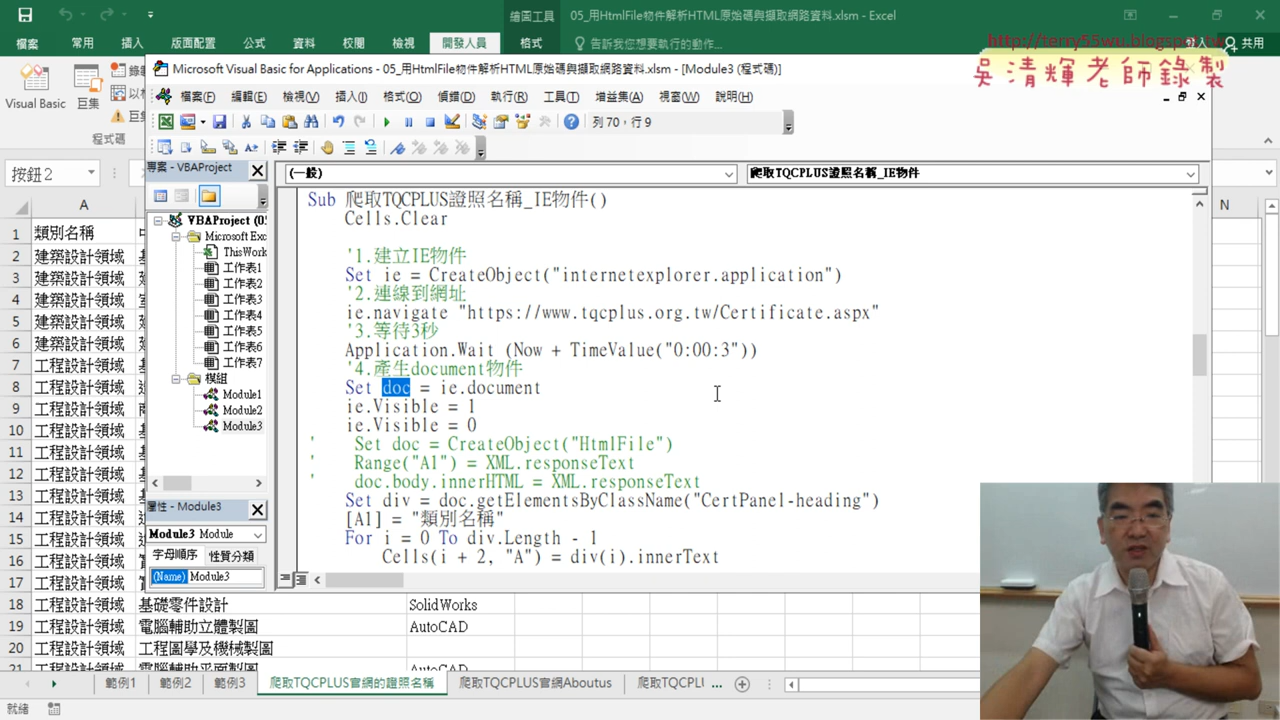 繪圖工具
05_用HtmlFile物件解析HTML原始碼與擷取網路資料.xlsm - Excel
檔案 常用 插入 版面配置 公式 資料 校閱 檢視 開發人員 格式 告訴我您想要執行的動作... 登入 共用
http://terry55wu.blogspot.tw
吳清輝老師錄製
Visual Basic 巨集
程式碼
按鈕 2
Microsoft Visual Basic for Applications - 05_用HtmlFile物件解析HTML原始碼與擷取網路資料.xlsm - [Module3 (程式碼)]
檔案(F) 編輯(E) 檢視(V) 插入(I) 格式(O) 偵錯(D) 執行(R) 工具(T) 增益集(A) 視窗(W) 說明(H)
列 70，行 9
專案 - VBAProject
VBAProject (05
Microsoft Exc
ThisWork
工作表1
工作表2
工作表3
工作表4
工作表5
工作表6
工作表7
模組
Module1
Module2
Module3
屬性 - Module3
Module3 Module
字母順序 性質分類
(Name) Module3
(一般) 爬取TQCPLUS證照名稱_IE物件
Sub 爬取TQCPLUS證照名稱_IE物件()
Cells.Clear
'1.建立IE物件
Set ie = CreateObject("internetexplorer.application")
'2.連線到網址
ie.navigate "https://www.tqcplus.org.tw/Certificate.aspx"
'3.等待3秒
Application.Wait (Now + TimeValue("0:00:3"))
'4.產生document物件
Set doc = ie.document
ie.Visible = 1
ie.Visible = 0
' Set doc = CreateObject("HtmlFile")
' Range("A1") = XML.responseText
' doc.body.innerHTML = XML.responseText
Set div = doc.getElementsByClassName("CertPanel-heading")
[A1] = "類別名稱"
For i = 0 To div.Length - 1
Cells(i + 2, "A") = div(i).innerText
A N
1 類別名稱
2 建築設計領域
3 建築設計領域
4 建築設計領域
5 建築設計領域
6 建築設計領域
7 工程設計領域
8 工程設計領域
9 工程設計領域
10 工程設計領域
11 工程設計領域
12 工程設計領域
13 工程設計領域
14 工程設計領域
15 工程設計領域
16 工程設計領域
17 工程設計領域
18 工程設計領域 基礎零件設計 SolidWorks
19 工程設計領域 電腦輔助立體製圖 AutoCAD
20 工程設計領域 工程圖學及機械製圖
21 工程設計領域 電腦輔助平面製圖 AutoCAD
範例1 範例2 範例3 爬取TQCPLUS官網的證照名稱 爬取TQCPLUS官網Aboutus 爬取TQCPLU ...
就緒